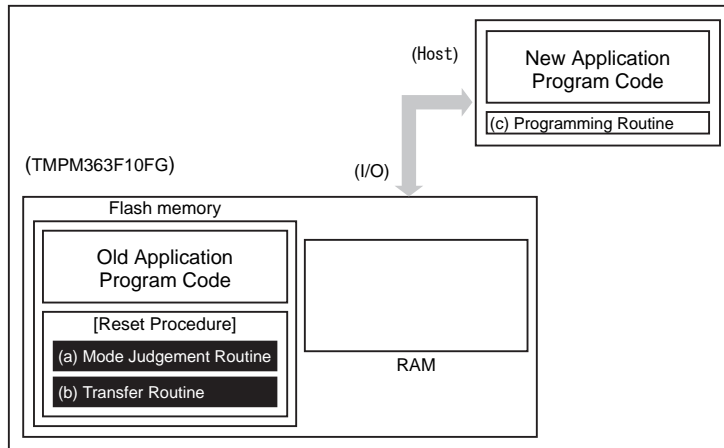 (Host)
New Application
Program Code
(c) Programming Routine
(TMPM363F10FG)
(I/O)
Flash memory
Old Application
Program Code
[Reset Procedure]
(a) Mode Judgement Routine
(b) Transfer Routine
RAM